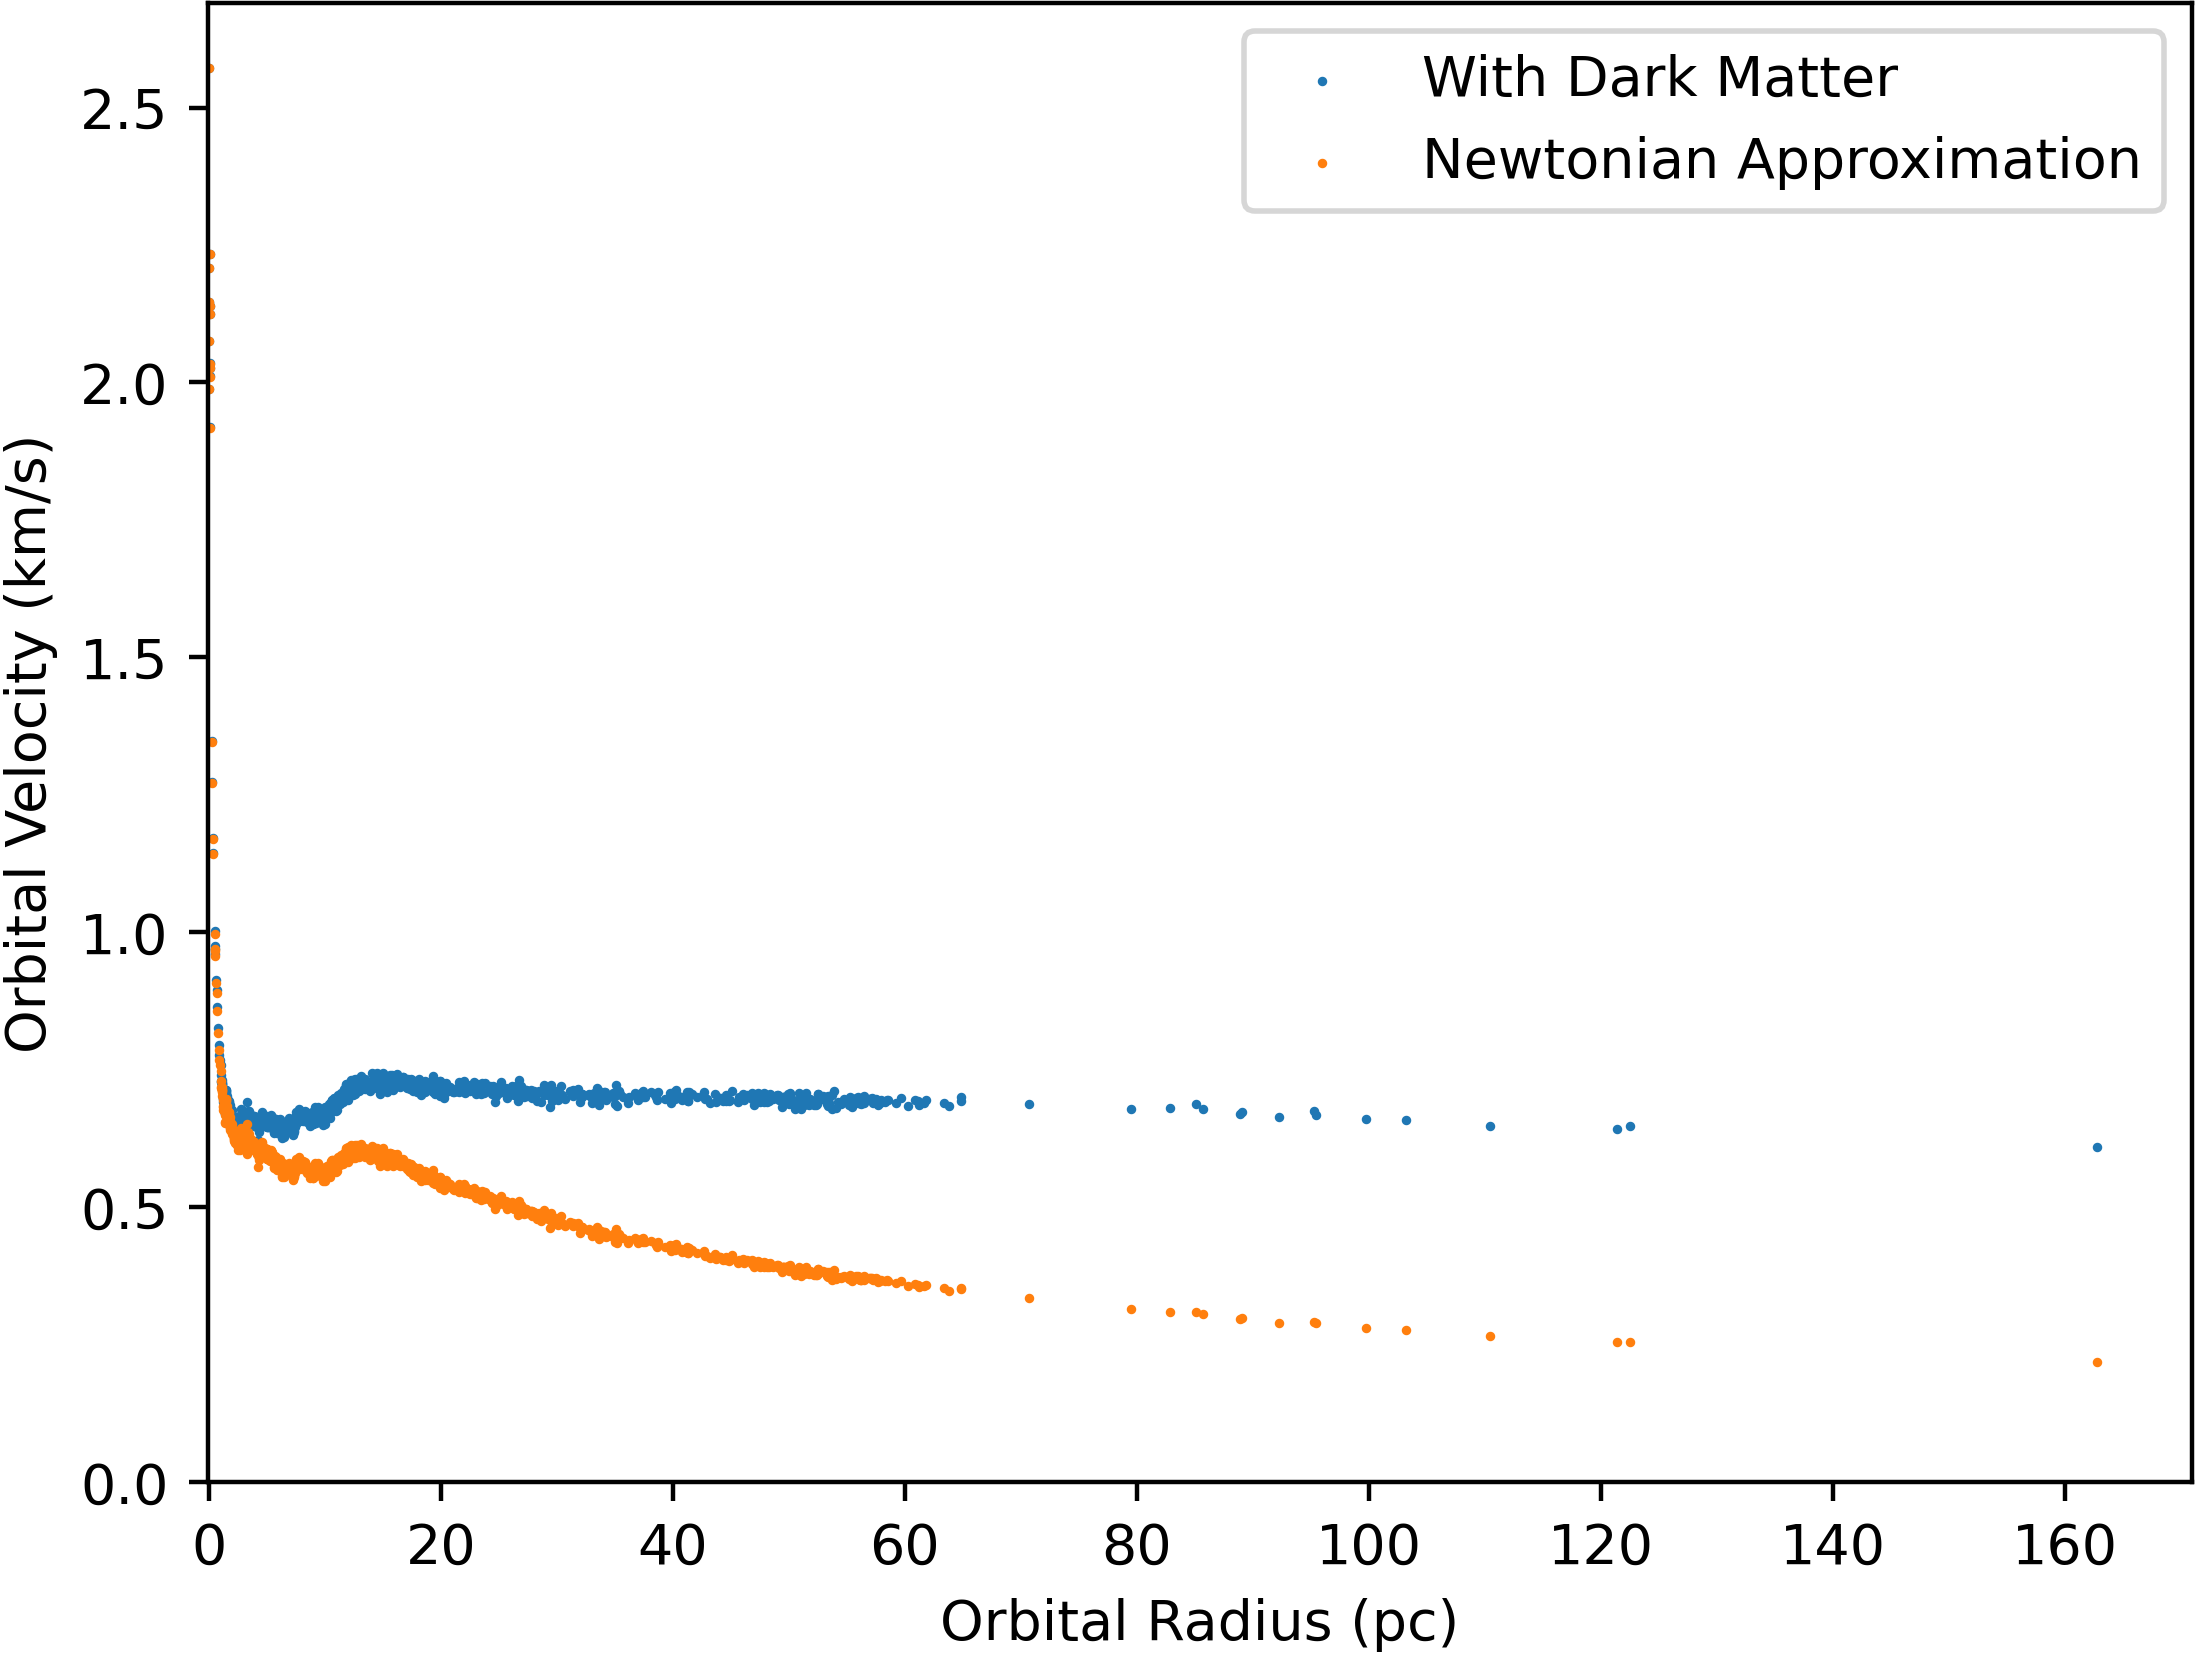 With Dark Matter
Newtonian Approximation
Orbital Velocity (km/s)
2.5
2.0
1.5
1.0
0.5
0.0
0 20 40 60 80 100 120 140 160
Orbital Radius (pc)